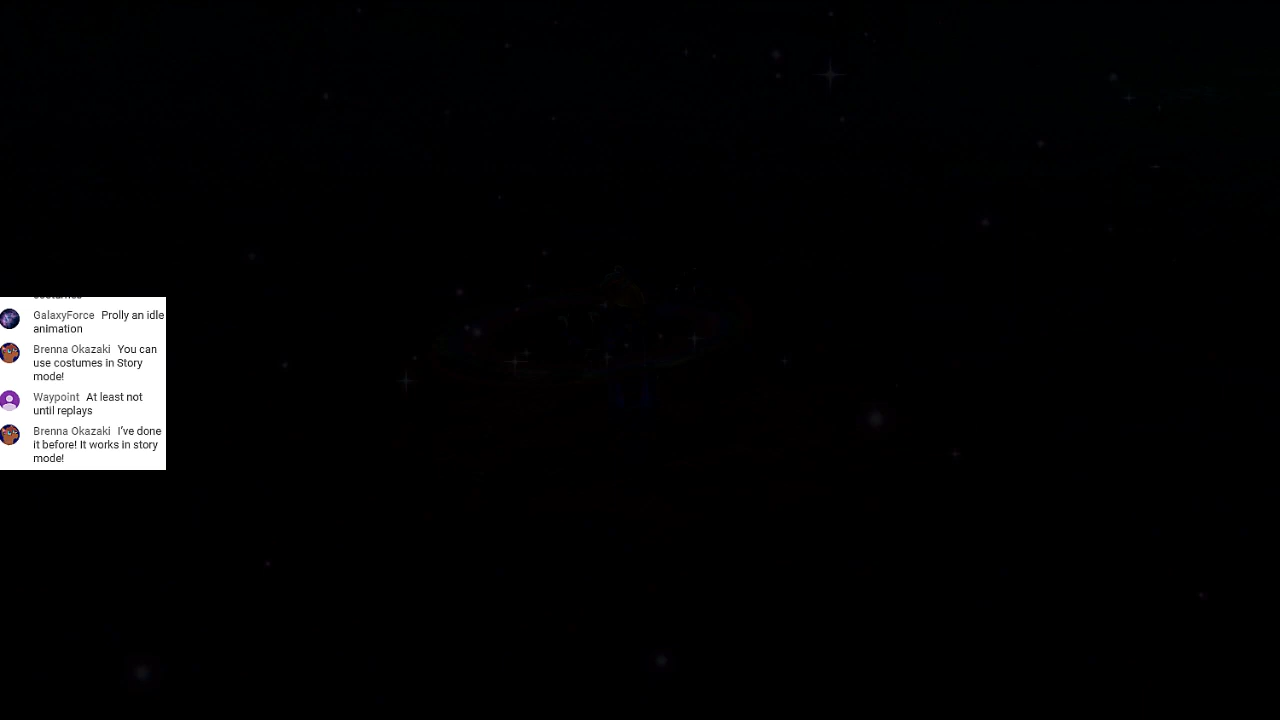 GalaxyForce Prolly an idle
animation
Brenna Okazaki You can
use costumes in Story
mode!
Waypoint At least not
until replays
Brenna Okazaki I've done
it before! It works in story
mode!